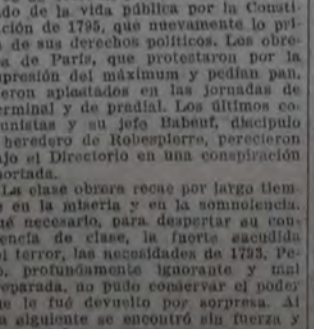 do de la vida pública por la Consti-
ción de 1795, que nuevamente lo pri-
de sus derechos políticos. Los obre-
s de París, que protestaron por la
presión del máximum y pedían pan,
eron aplastados en las jornadas de
erminal y de pradial. Los últimos co-
unistas y su jefe Babeuf, discípulo
heredero de Robespierre, perecieron
jo el Directorio en una conspiración
ortada.
La clase obrera recae por largo tiem-
en la miseria y en la somnolencia.
ué necesario, para despertar su con-
encia de clase, la fuerte sacudida
l terror, las necesidades de 1793. Pe-
o, profundamente ignorante y mal
eparada, no pudo conservar el poder
e le fué devuelto por sorpresa. Al
a siguiente se encontró sin fuerza y